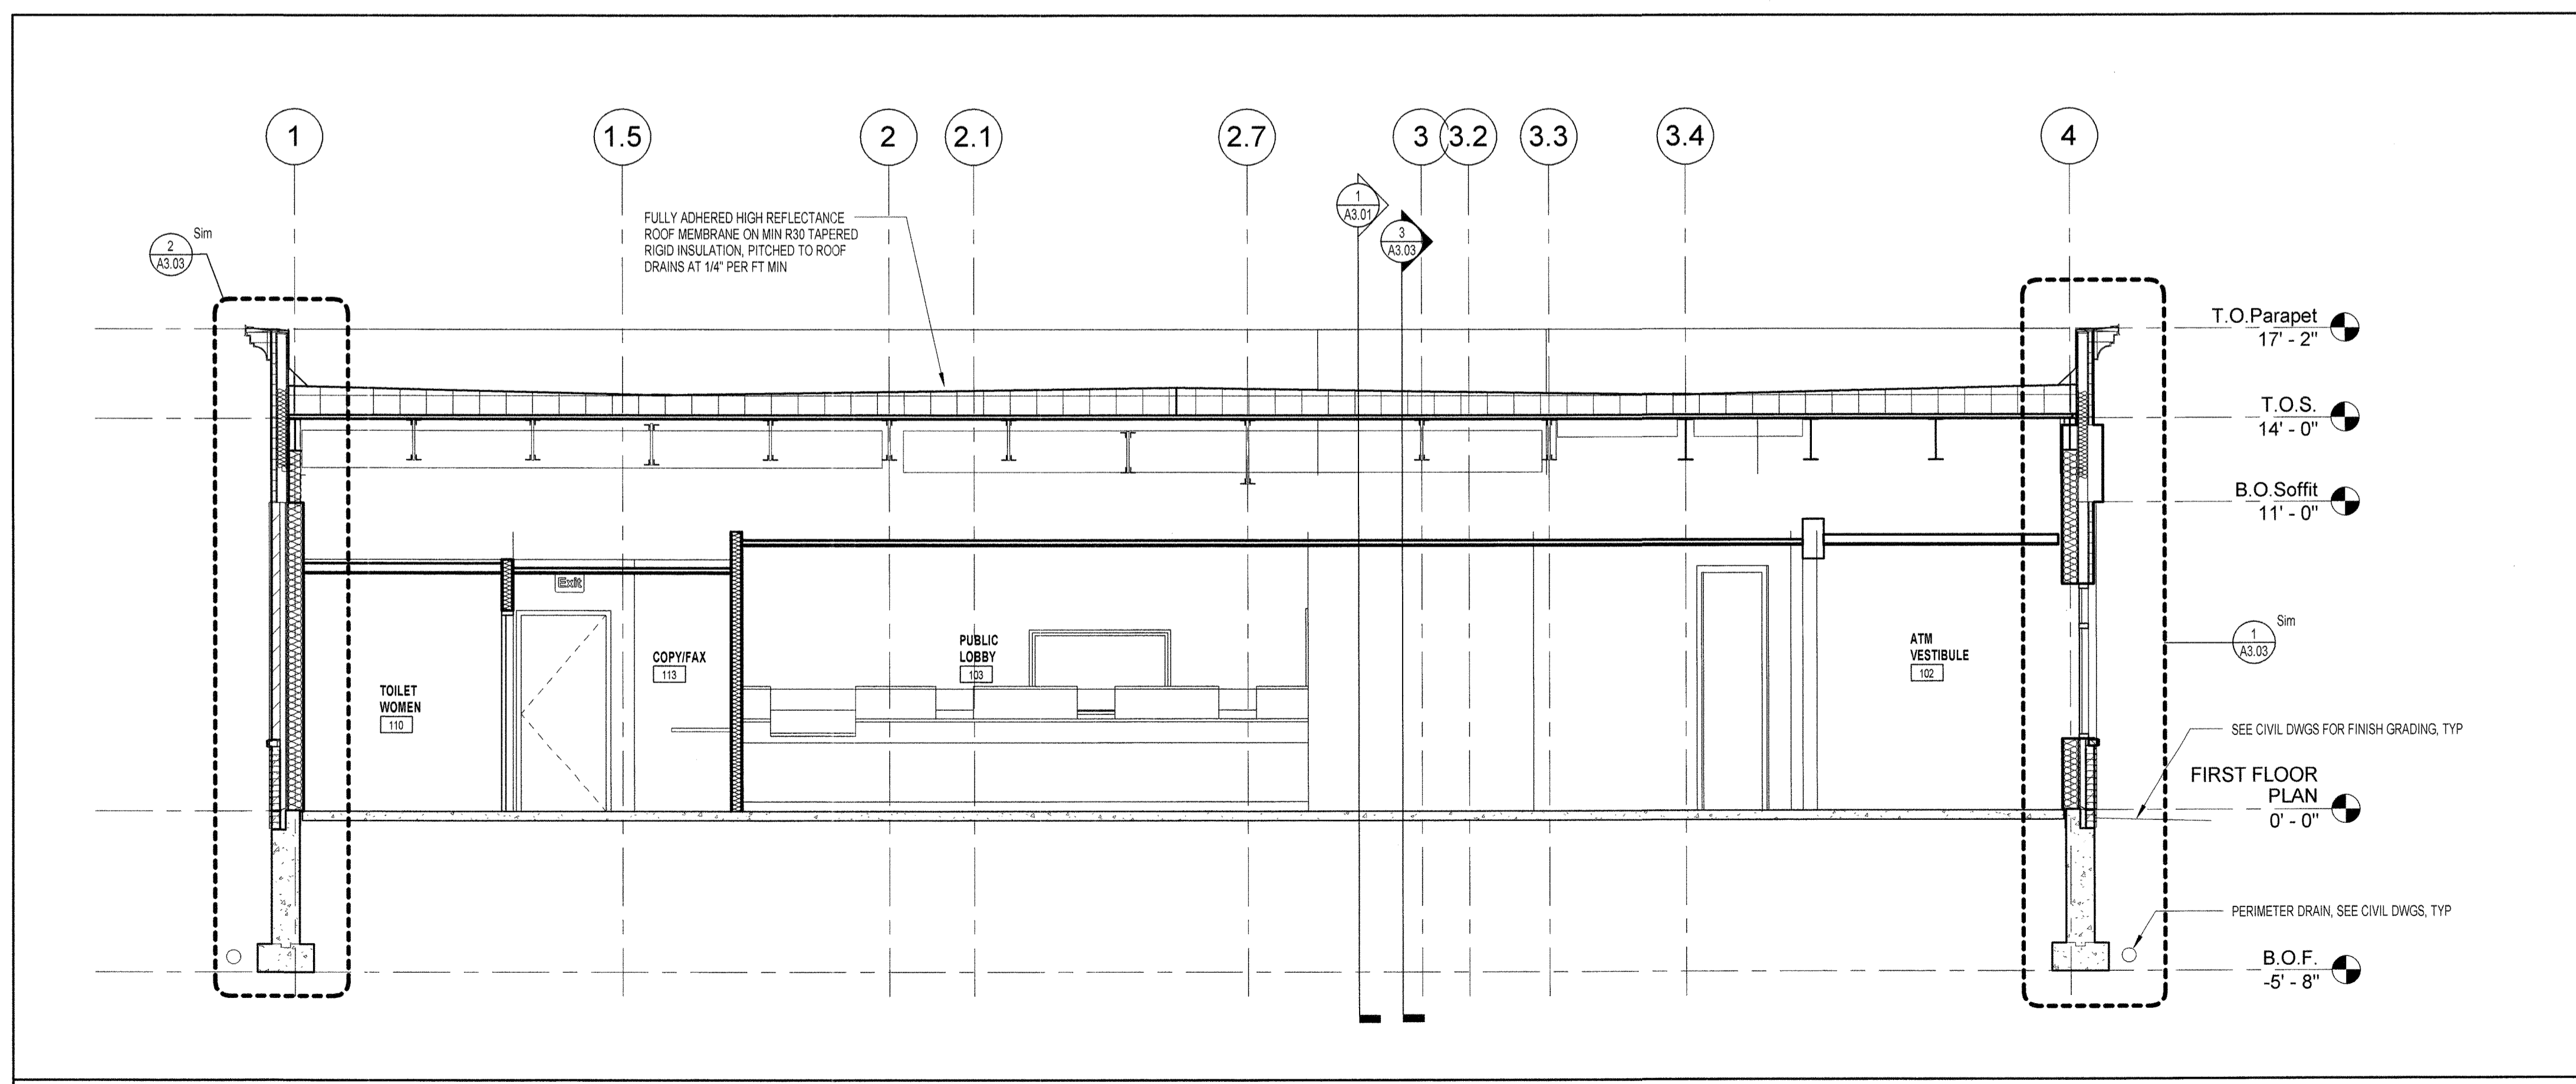 1
1.5
2
2.1
2.7
3
3.2
3.3
3.4
4
1
A3.01
3
A3.03
2
A3.03
Sim
FULLY ADHERED HIGH REFLECTANCE
ROOF MEMBRANE ON MIN R30 TAPERED
RIGID INSULATION, PITCHED TO ROOF
DRAINS AT 1/4" PER FT MIN
T.O.Parapet
17' - 2"
T.O.S.
14' - 0"
B.O.Soffit
11' - 0"
Exit
TOILET
WOMEN
110
COPY/FAX
113
PUBLIC
LOBBY
103
ATM
VESTIBULE
102
1
A3.03
Sim
SEE CIVIL DWGS FOR FINISH GRADING, TYP
FIRST FLOOR
PLAN
0' - 0"
PERIMETER DRAIN, SEE CIVIL DWGS, TYP
B.O.F.
-5' - 8"